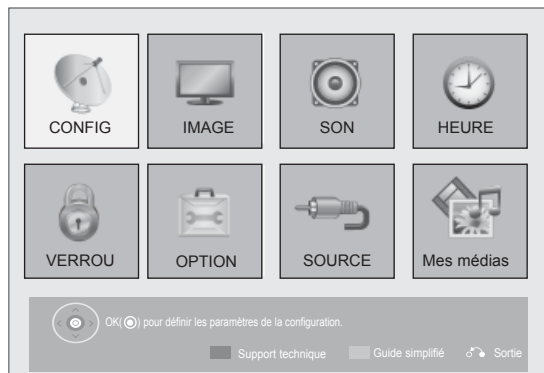 CONFIG IMAGE SON HEURE
VERROU OPTION SOURCE Mes médias
OK(◉) pour définir les paramètres de la configuration.
Support technique Guide simplifié Sortie